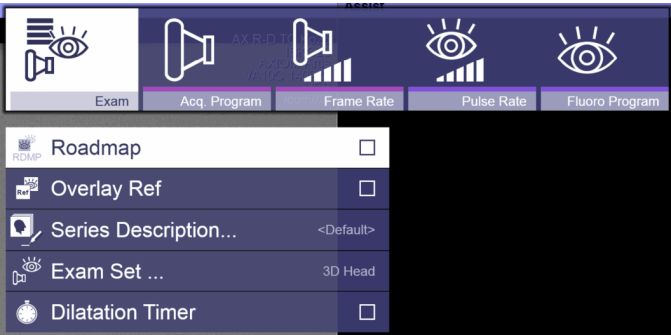 Assist
Exam
Acq. Program
Frame Rate
Pulse Rate
Fluoro Program
RDMP
Roadmap
Ref
Overlay Ref
Series Description... <Default>
Exam Set ... 3D Head
Dilatation Timer